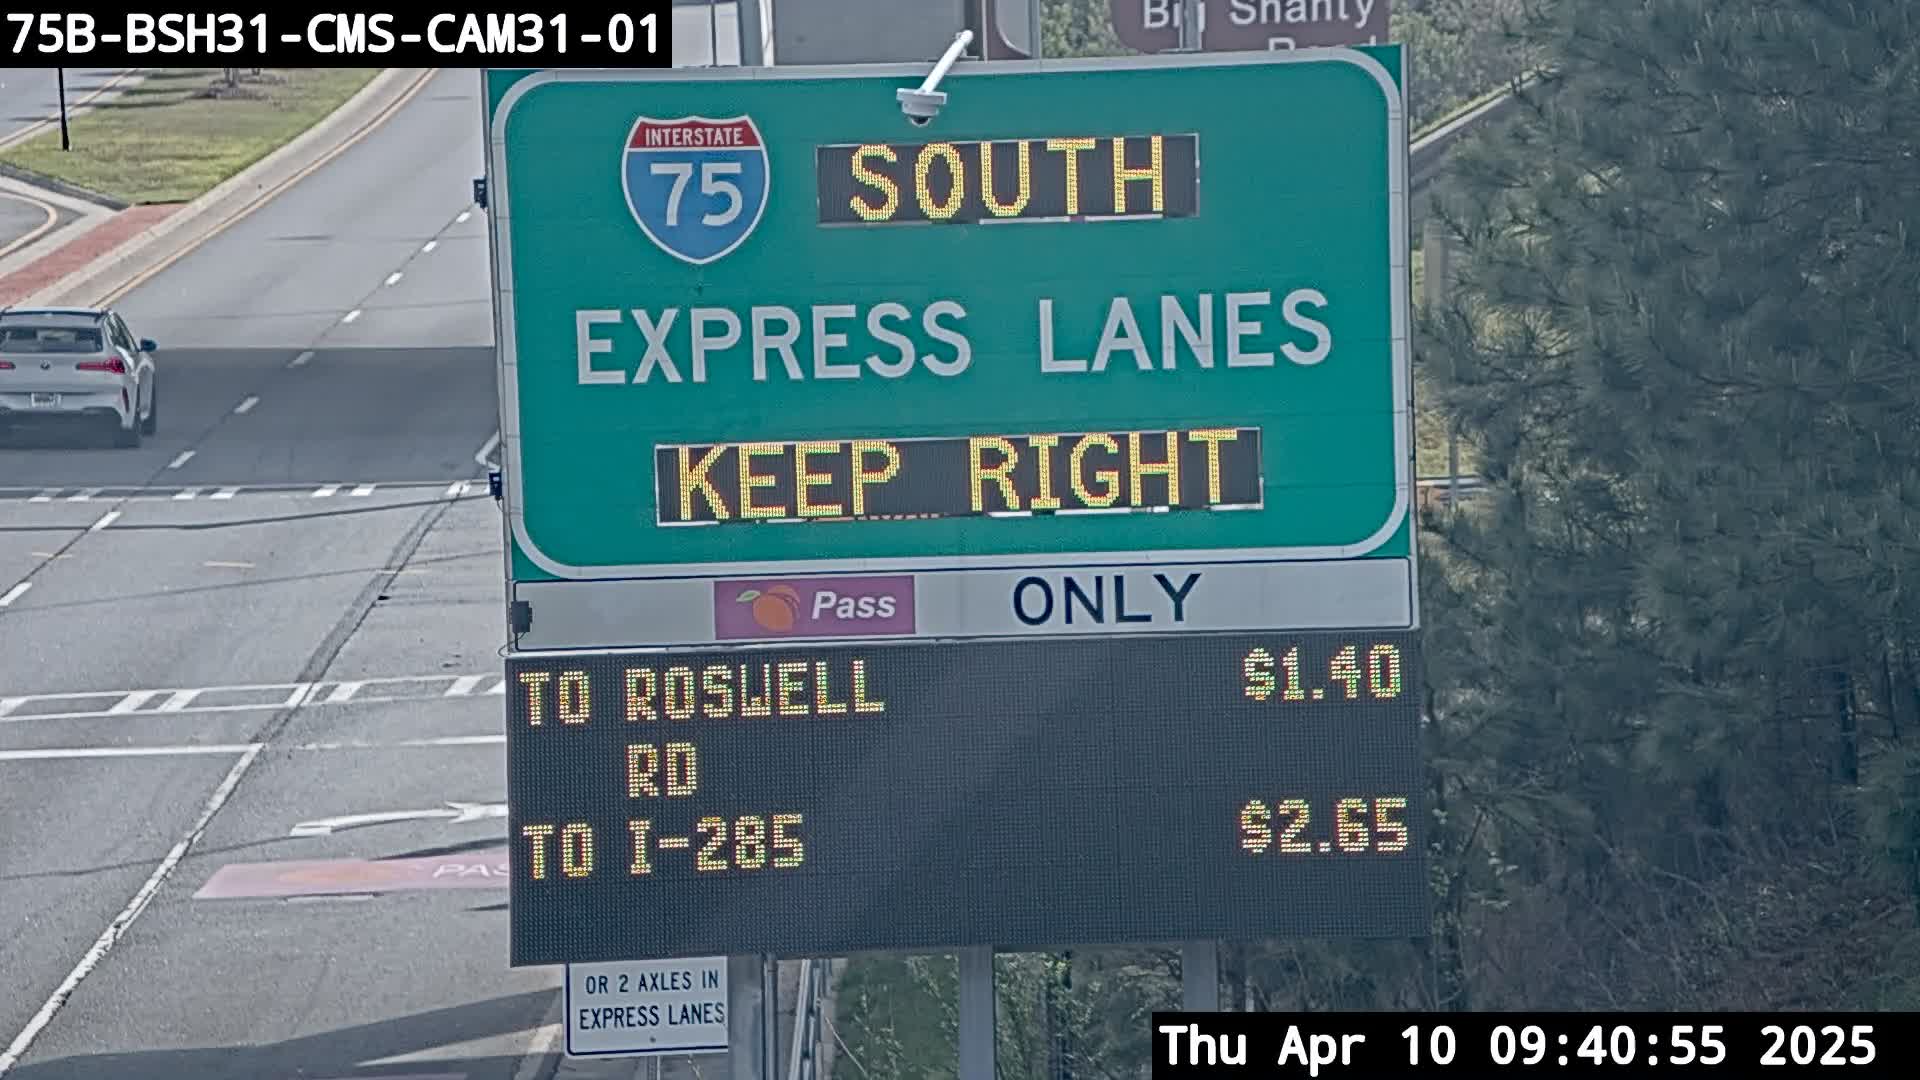 75B-BSH31-CMS-CAM31-01
Shanty
INTERSTATE
75
SOUTH
EXPRESS LANES
KEEP RIGHT
Pass ONLY
TO ROSWELL $1.40
RD
TO I-285 $2.65
OR 2 AXLES IN
EXPRESS LANES
Thu Apr 10 09:40:55 2025